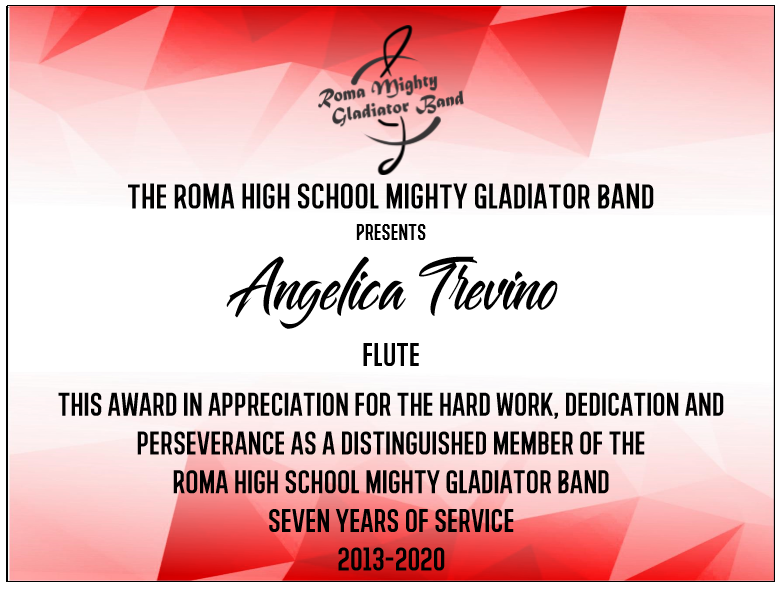 Roma Mighty
Gladiator Band
THE ROMA HIGH SCHOOL MIGHTY GLADIATOR BAND
PRESENTS
Angelica Trevino
FLUTE
THIS AWARD IN APPRECIATION FOR THE HARD WORK, DEDICATION AND
PERSEVERANCE AS A DISTINGUISHED MEMBER OF THE
ROMA HIGH SCHOOL MIGHTY GLADIATOR BAND
SEVEN YEARS OF SERVICE
2013-2020